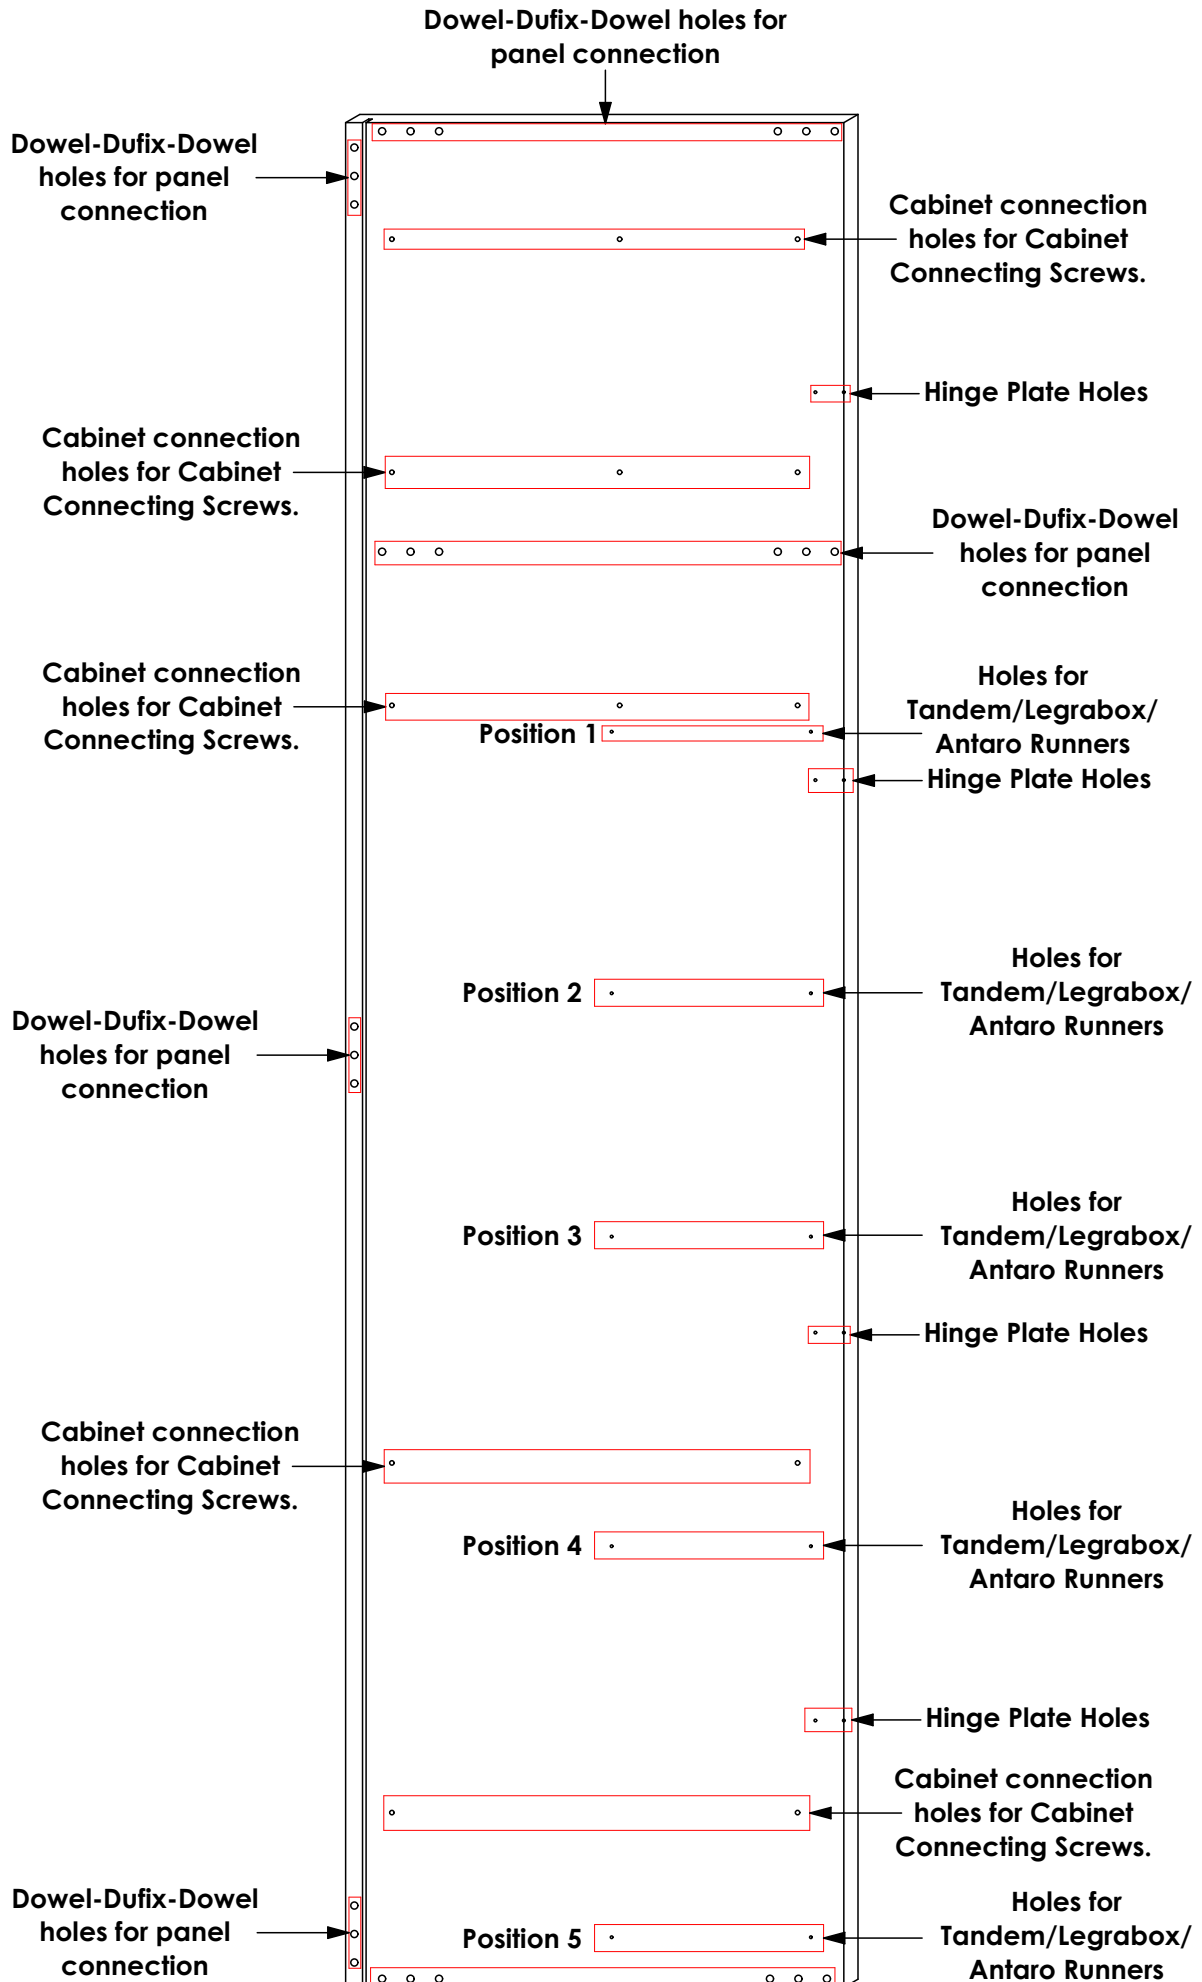 Dowel-Dufix-Dowel holes for
panel connection
Dowel-Dufix-Dowel
holes for panel
connection
Cabinet connection
holes for Cabinet
Connecting Screws.
Hinge Plate Holes
Cabinet connection
holes for Cabinet
Connecting Screws.
Dowel-Dufix-Dowel
holes for panel
connection
Cabinet connection
holes for Cabinet
Connecting Screws.
Holes for
Tandem/Legrabox/
Antaro Runners
Position 1
Hinge Plate Holes
Holes for
Tandem/Legrabox/
Antaro Runners
Position 2
Dowel-Dufix-Dowel
holes for panel
connection
Holes for
Tandem/Legrabox/
Antaro Runners
Position 3
Hinge Plate Holes
Cabinet connection
holes for Cabinet
Connecting Screws.
Holes for
Tandem/Legrabox/
Antaro Runners
Position 4
Hinge Plate Holes
Cabinet connection
holes for Cabinet
Connecting Screws.
Dowel-Dufix-Dowel
holes for panel
connection
Position 5
Holes for
Tandem/Legrabox/
Antaro Runners